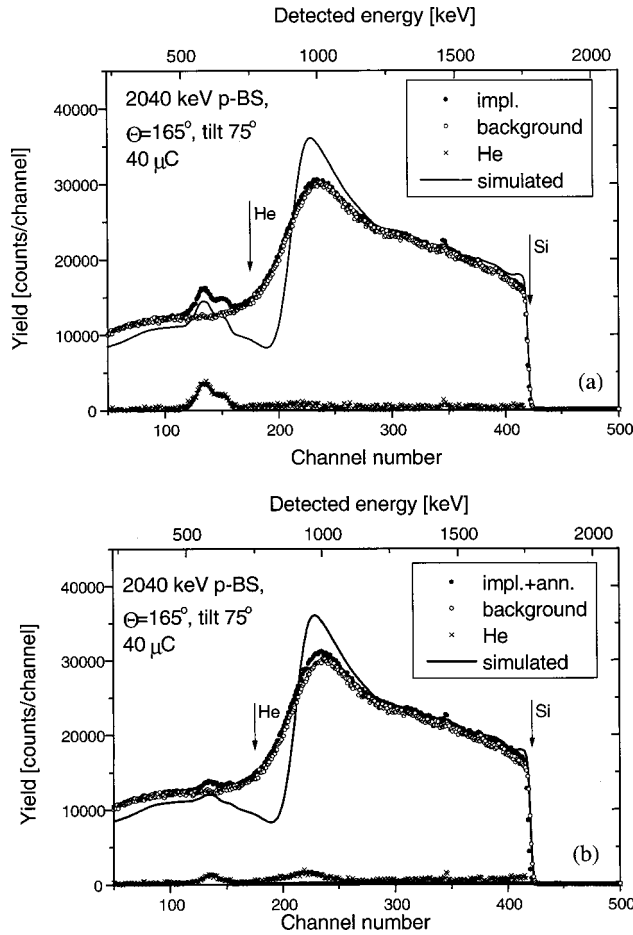 Detected energy [keV]
500 1000 1500 2000
40000
30000
20000
10000
0
Yield [counts/channel]
2040 keV p-BS,
Θ=165°, tilt 75°
40 μC
impl.
background
He
simulated
He
Si
(a)
100 200 300 400 500
Channel number
Detected energy [keV]
500 1000 1500 2000
40000
30000
20000
10000
0
Yield [counts/channel]
2040 keV p-BS,
Θ=165°, tilt 75°
40 μC
impl.+ann.
background
He
simulated
He
Si
(b)
100 200 300 400 500
Channel number